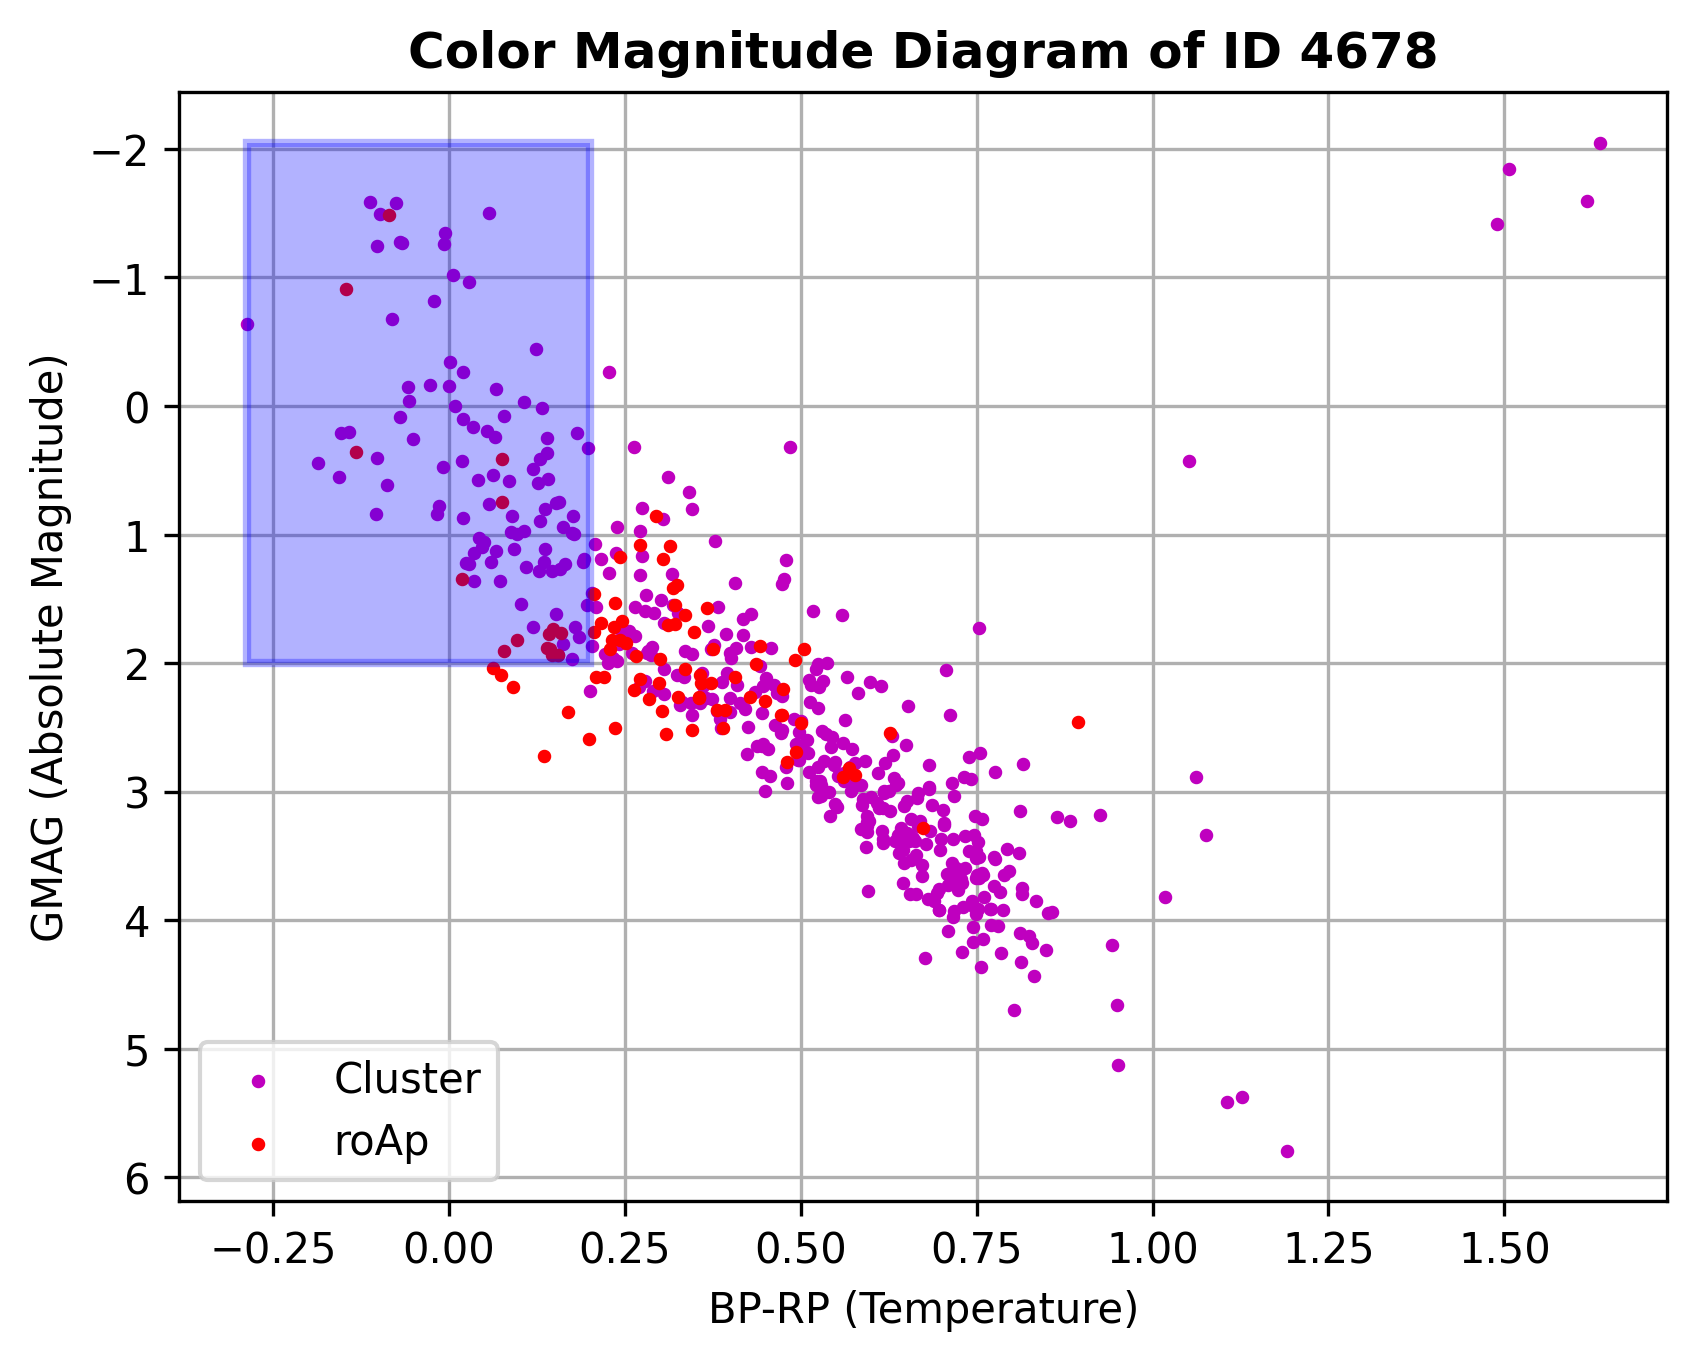 Color Magnitude Diagram of ID 4678
−2
−1
0
1
2
3
4
5
6
GMAG (Absolute Magnitude)
Cluster
roAp
−0.25 0.00 0.25 0.50 0.75 1.00 1.25 1.50
BP-RP (Temperature)